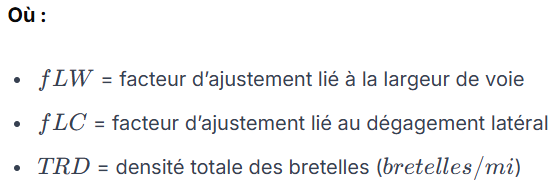 Où :
• fLW = facteur d’ajustement lié à la largeur de voie
• fLC = facteur d’ajustement lié au dégagement latéral
• TRD = densité totale des bretelles (bretelles/mi)